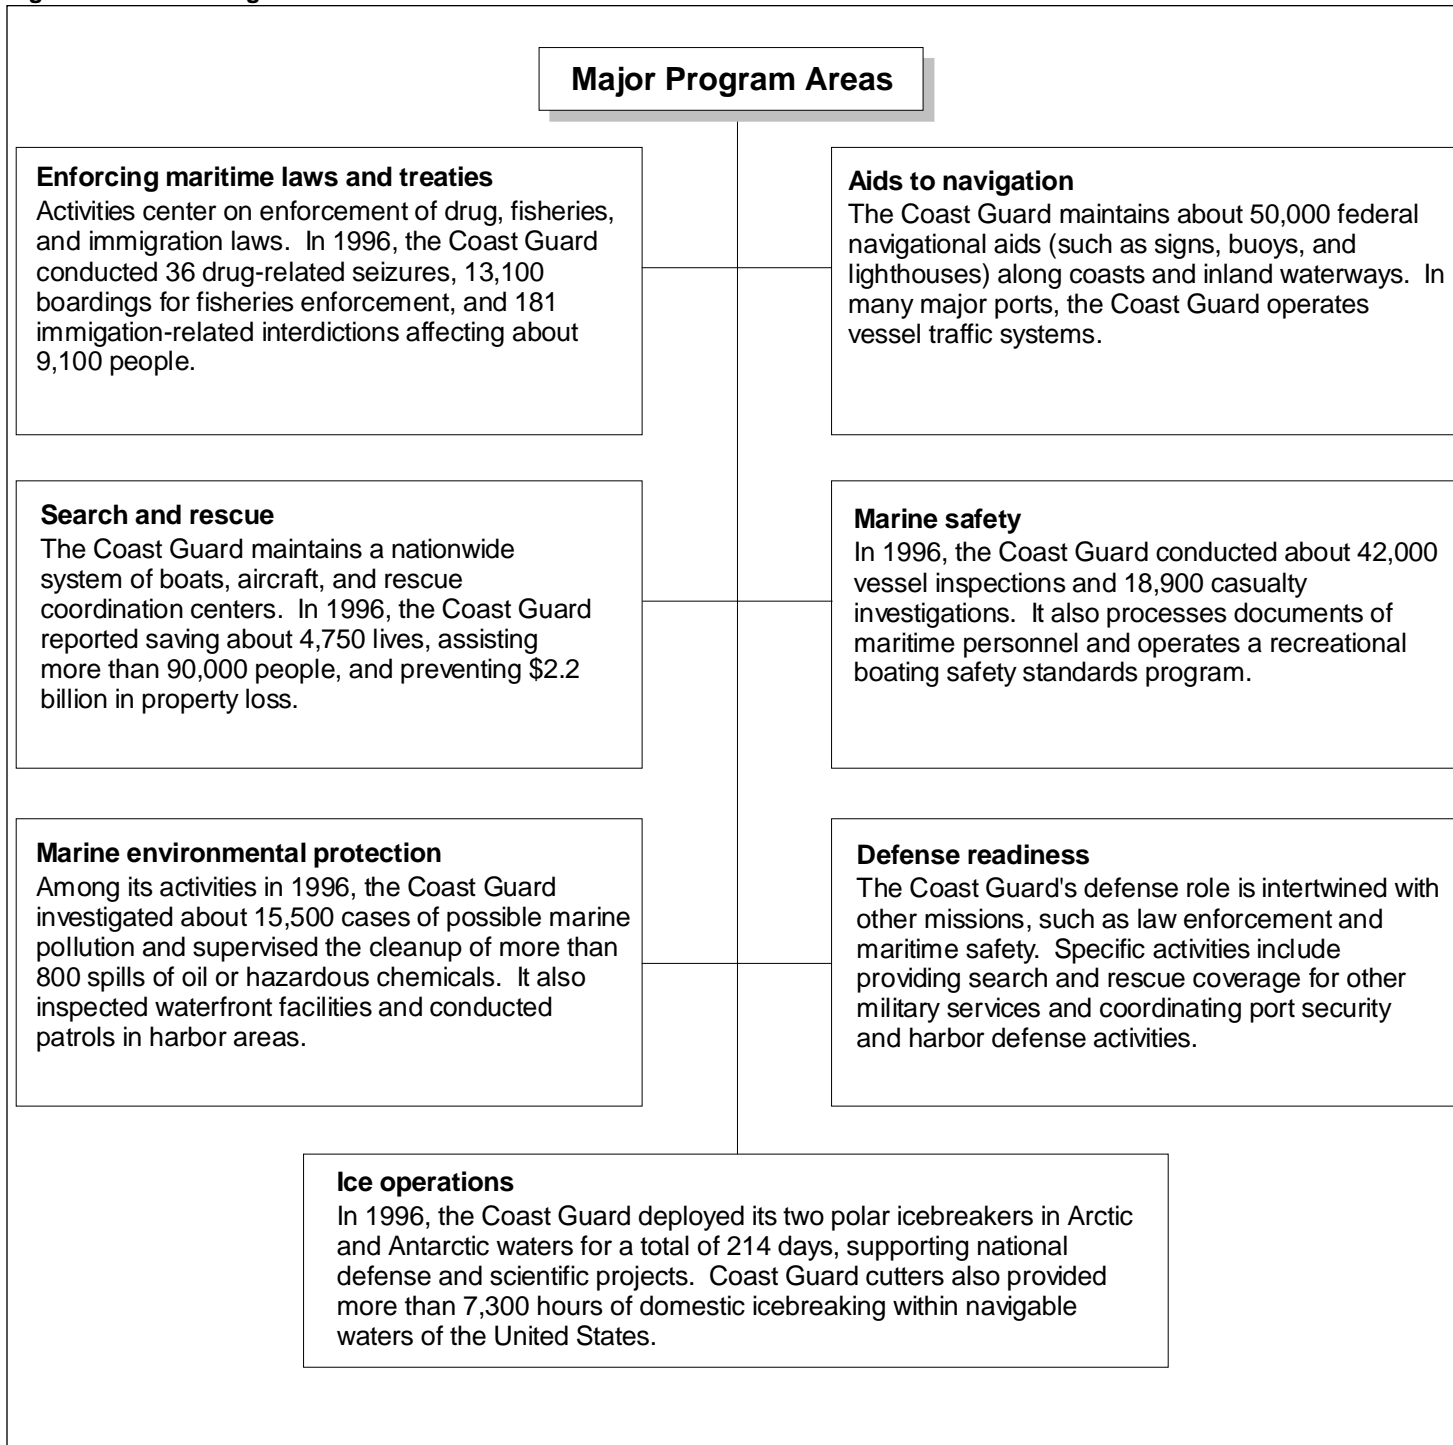 Major Program Areas
Enforcing maritime laws and treaties
Activities center on enforcement of drug, fisheries,
and immigration laws.  In 1996, the Coast Guard
conducted 36 drug-related seizures, 13,100
boardings for fisheries enforcement, and 181
immigation-related interdictions affecting about
9,100 people.
Aids to navigation
The Coast Guard maintains about 50,000 federal
navigational aids (such as signs, buoys, and
lighthouses) along coasts and inland waterways.  In
many major ports, the Coast Guard operates
vessel traffic systems.
Search and rescue
The Coast Guard maintains a nationwide
system of boats, aircraft, and rescue
coordination centers.  In 1996, the Coast Guard
reported saving about 4,750 lives, assisting
more than 90,000 people, and preventing $2.2
billion in property loss.
Marine safety
In 1996, the Coast Guard conducted about 42,000
vessel inspections and 18,900 casualty
investigations.  It also processes documents of
maritime personnel and operates a recreational
boating safety standards program.
Marine environmental protection
Among its activities in 1996, the Coast Guard
investigated about 15,500 cases of possible marine
pollution and supervised the cleanup of more than
800 spills of oil or hazardous chemicals.  It also
inspected waterfront facilities and conducted
patrols in harbor areas.
Defense readiness
The Coast Guard's defense role is intertwined with
other missions, such as law enforcement and
maritime safety.  Specific activities include
providing search and rescue coverage for other
military services and coordinating port security
and harbor defense activities.
Ice operations
In 1996, the Coast Guard deployed its two polar icebreakers in Arctic
and Antarctic waters for a total of 214 days, supporting national
defense and scientific projects.  Coast Guard cutters also provided
more than 7,300 hours of domestic icebreaking within navigable
waters of the United States.